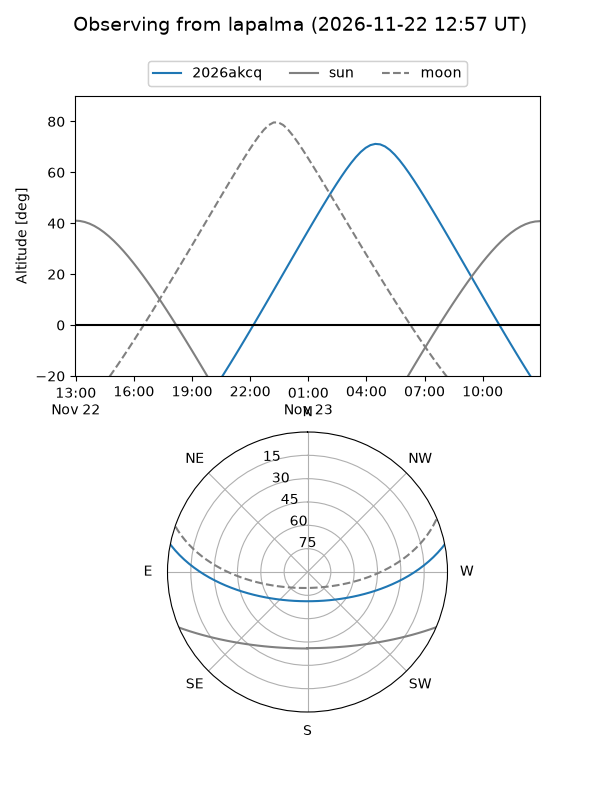 Observing from lapalma (2026-11-22 12:57 UT)
2026akcq sun moon
Altitude [deg]
80
60
40
20
0
−20
13:00 16:00 19:00 22:00 01:00 04:00 07:00 10:00
Nov 22 Nov 23
N
NE NW
15
30
45
60
75
E W
SE SW
S